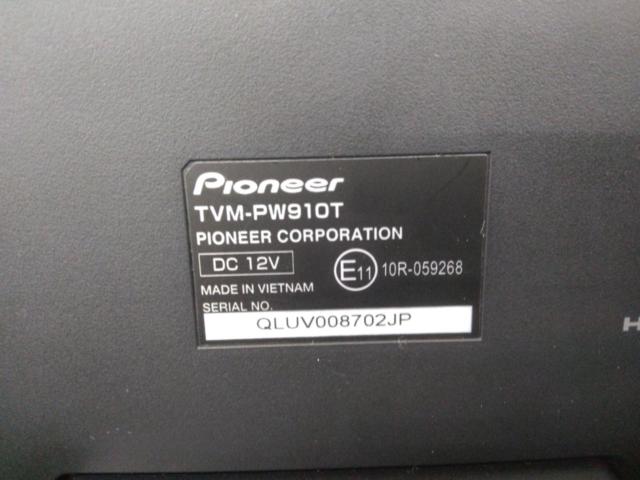 Pioneer
TVM-PW910T
PIONEER CORPORATION
DC 12V
E11 10R-059268
MADE IN VIETNAM
SERIAL NO.
QLUV008702JP
H